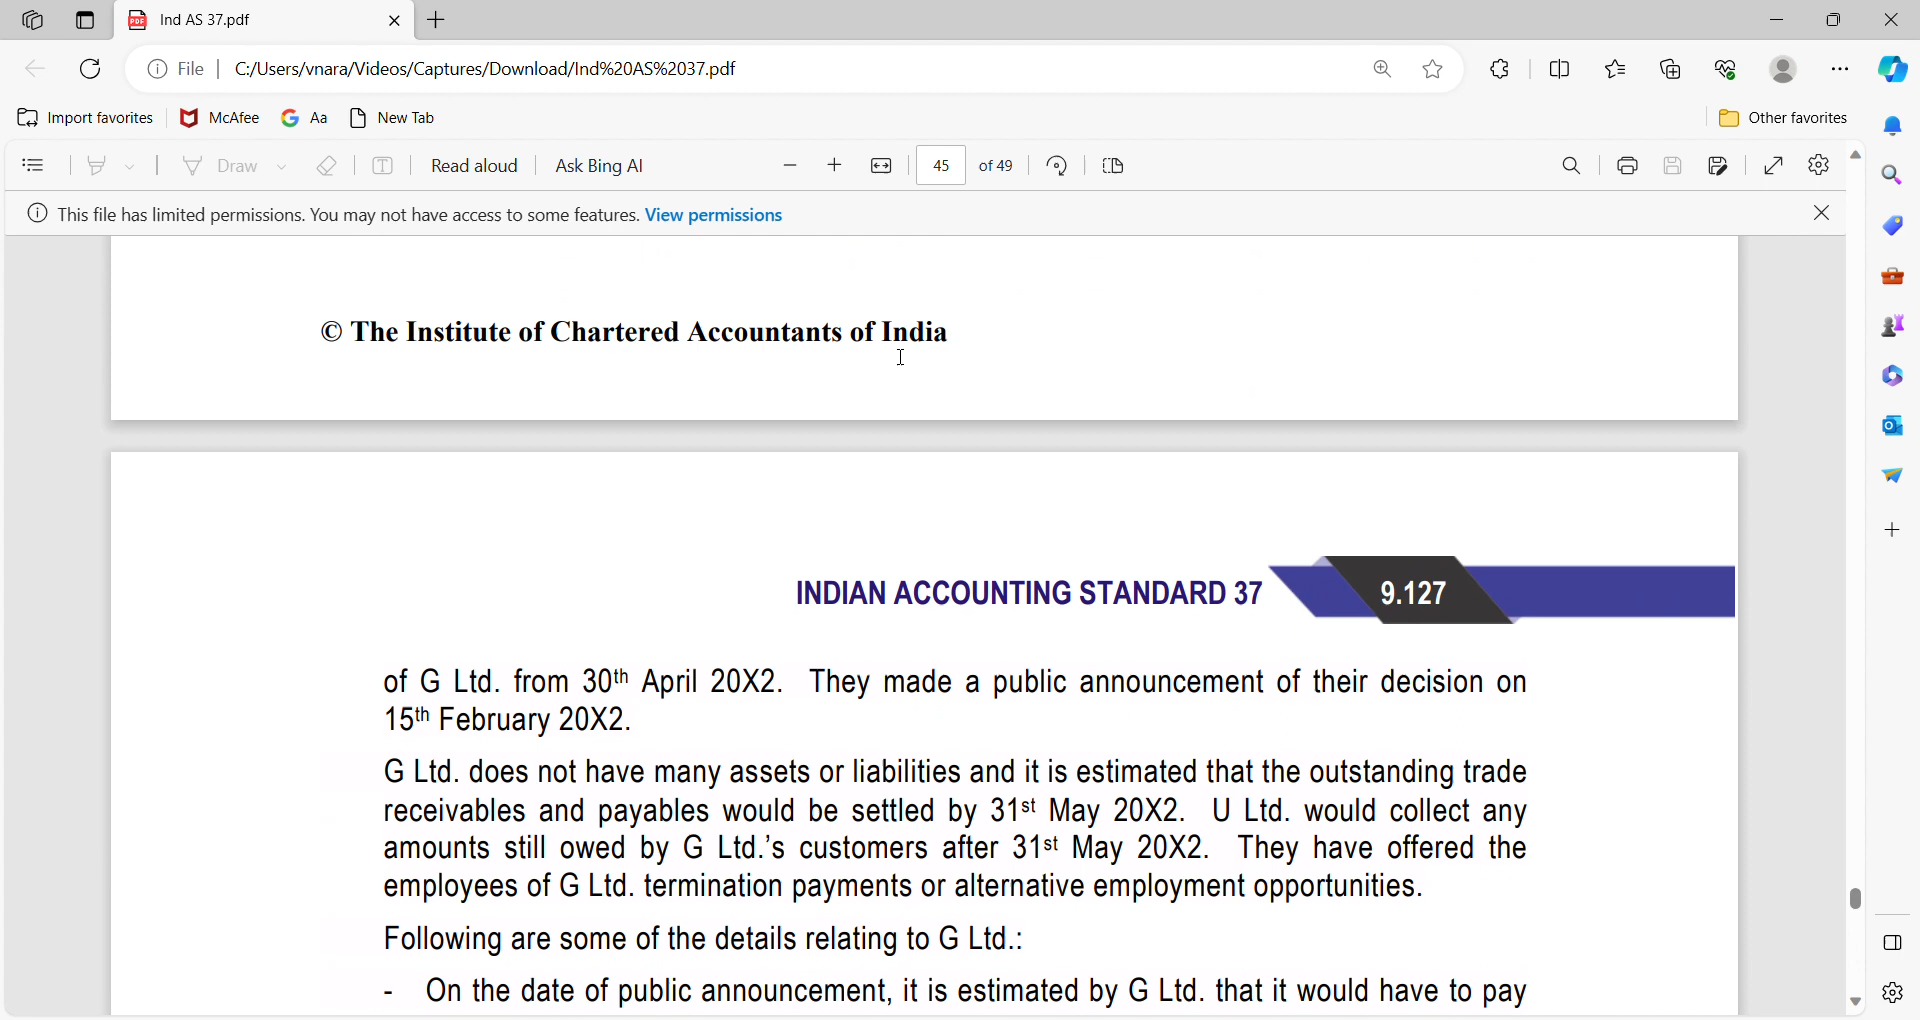 Ind AS 37.pdf
File
C:/Users/vnara/Videos/Captures/Download/Ind%20AS%2037.pdf
Import favorites
McAfee
Aa
New Tab
Other favorites
Draw
Read aloud
Ask Bing AI
45 of 49
This file has limited permissions. You may not have access to some features. View permissions
© The Institute of Chartered Accountants of India
INDIAN ACCOUNTING STANDARD 37 9.127
of G Ltd. from 30th April 20X2. They made a public announcement of their decision on
15th February 20X2.
G Ltd. does not have many assets or liabilities and it is estimated that the outstanding trade
receivables and payables would be settled by 31st May 20X2. U Ltd. would collect any
amounts still owed by G Ltd.'s customers after 31st May 20X2. They have offered the
employees of G Ltd. termination payments or alternative employment opportunities.
Following are some of the details relating to G Ltd.:
- On the date of public announcement, it is estimated by G Ltd. that it would have to pay